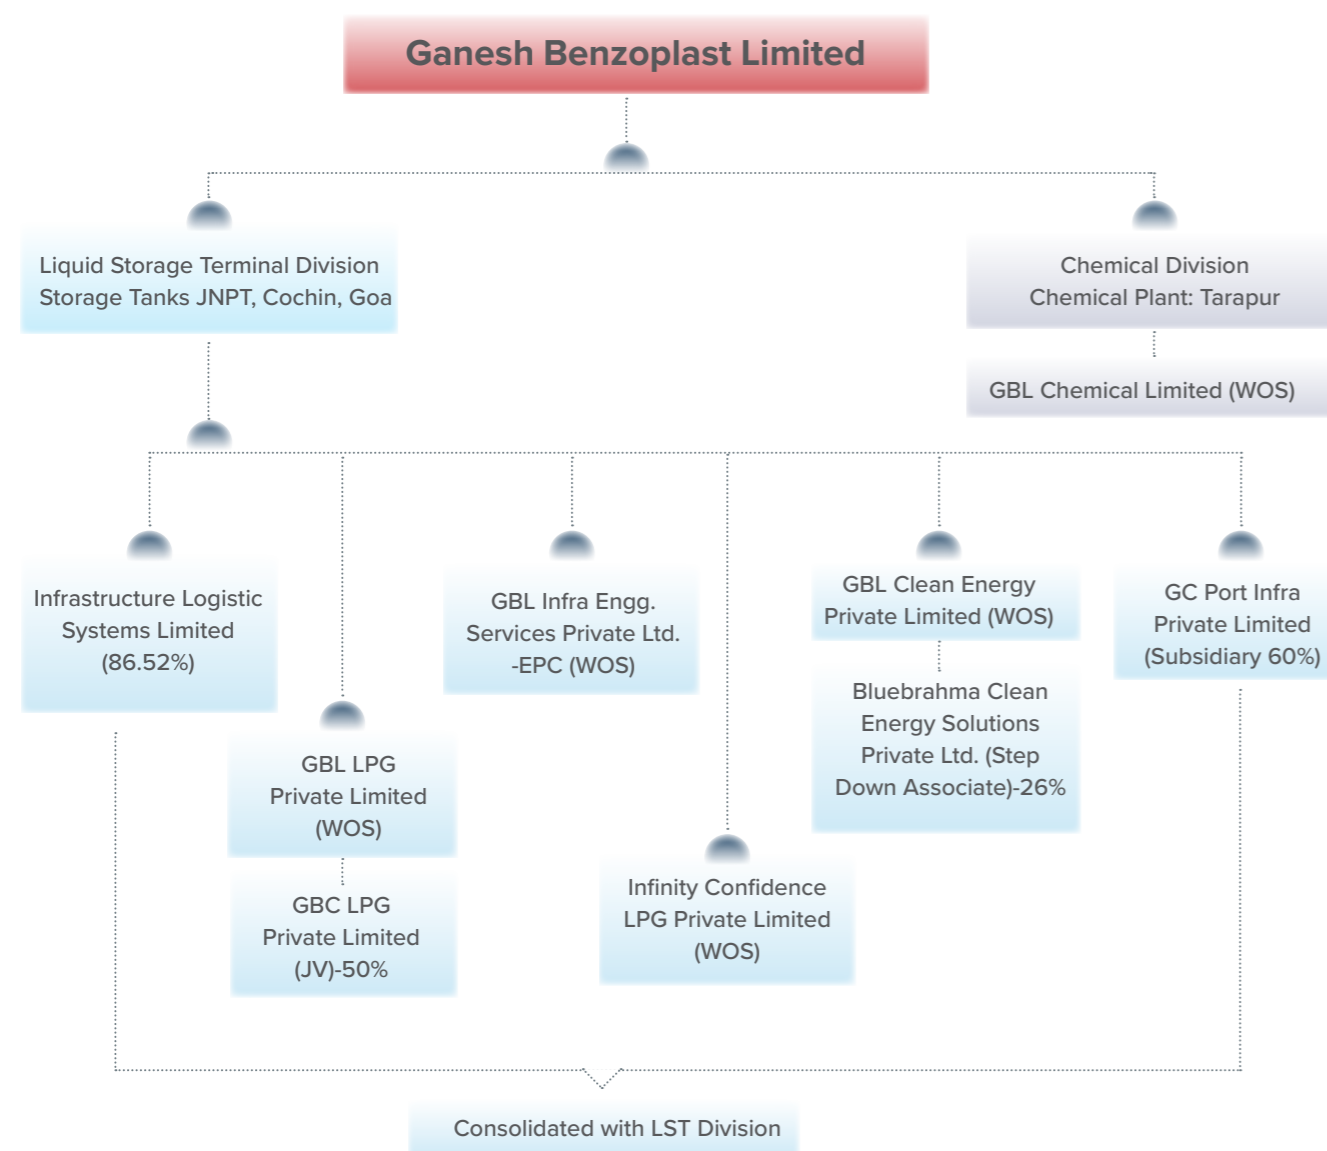 Ganesh Benzoplast Limited
Liquid Storage Terminal Division
Storage Tanks JNPT, Cochin, Goa
Chemical Division
Chemical Plant: Tarapur
GBL Chemical Limited (WOS)
Infrastructure Logistic
Systems Limited
(86.52%)
GBL LPG
Private Limited
(WOS)
GBC LPG
Private Limited
(JV)-50%
GBL Infra Engg.
Services Private Ltd.
-EPC (WOS)
Infinity Confidence
LPG Private Limited
(WOS)
GBL Clean Energy
Private Limited (WOS)
Bluebrahma Clean
Energy Solutions
Private Ltd. (Step
Down Associate)-26%
GC Port Infra
Private Limited
(Subsidiary 60%)
Consolidated with LST Division